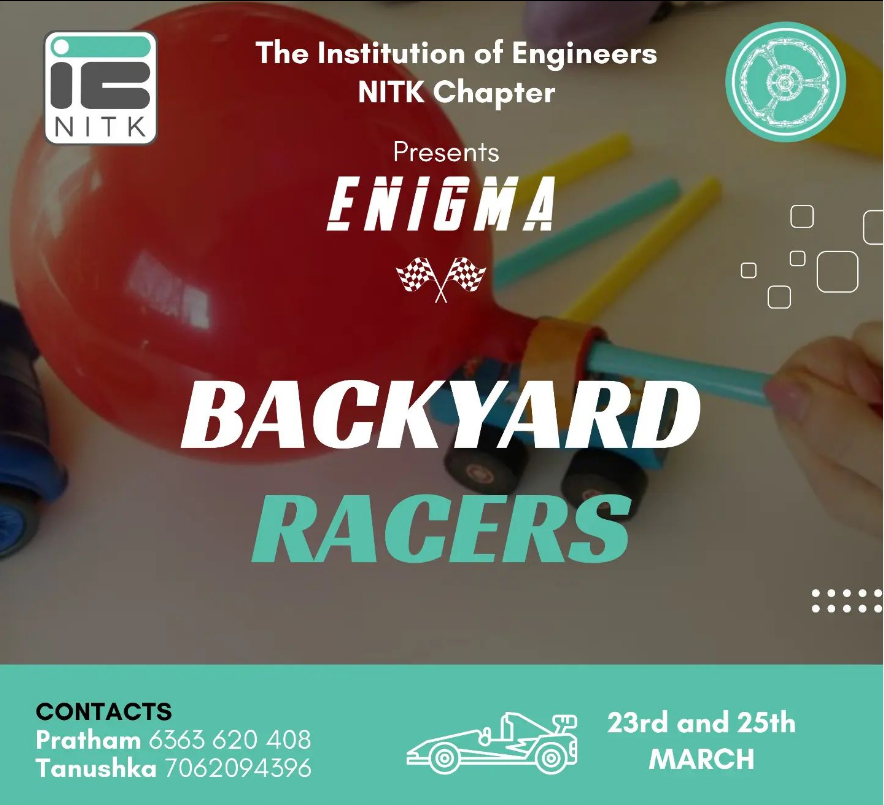 iE
NITK
The Institution of Engineers
NITK Chapter
Presents
ENIGMA
BACKYARD
RACERS
CONTACTS
Pratham 6363 620 408
Tanushka 7062094396
23rd and 25th
MARCH